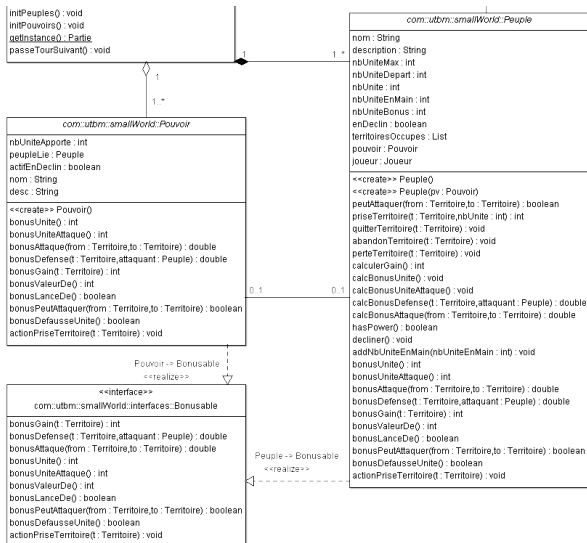 initPeuples() : void
initPouvoirs() : void
getInstance() : Partie
passeTourSuivant() : void
1
1..*
1
1..*
com::utbm::smallWorld::Pouvoir
nbUniteApporte : int
peupleLie : Peuple
actifEnDeclin : boolean
nom : String
desc : String
<<create>> Pouvoir()
bonusUnite() : int
bonusUniteAttaque() : int
bonusAttaque(from : Territoire,to : Territoire) : double
bonusDefense(t : Territoire,attaquant : Peuple) : double
bonusGain(t : Territoire) : int
bonusValeurDe() : int
bonusLanceDe() : boolean
bonusPeutAttaquer(from : Territoire,to : Territoire) : boolean
bonusDefausseUnite() : boolean
actionPriseTerritoire(t : Territoire) : void
0..1
0..1
Pouvoir -> Bonusable
<<realize>>
<<interface>>
com::utbm::smallWorld::interfaces::Bonusable
bonusGain(t : Territoire) : int
bonusDefense(t : Territoire,attaquant : Peuple) : double
bonusAttaque(from : Territoire,to : Territoire) : double
bonusUnite() : int
bonusUniteAttaque() : int
bonusValeurDe() : int
bonusLanceDe() : boolean
bonusPeutAttaquer(from : Territoire,to : Territoire) : boolean
bonusDefausseUnite() : boolean
actionPriseTerritoire(t : Territoire) : void
Peuple -> Bonusable
<<realize>>
com::utbm::smallWorld::Peuple
nom : String
description : String
nbUniteMax : int
nbUniteDepart : int
nbUnite : int
nbUniteEnMain : int
nbUniteBonus : int
enDeclin : boolean
territoiresOccupes : List
pouvoir : Pouvoir
joueur : Joueur
<<create>> Peuple()
<<create>> Peuple(pv : Pouvoir)
peutAttaquer(from : Territoire,to : Territoire) : boolean
priseTerritoire(t : Territoire,nbUnite : int) : int
quitterTerritoire(t : Territoire) : void
abandonTerritoire(t : Territoire) : void
perteTerritoire(t : Territoire) : void
calculerGain() : int
calcBonusUnite() : void
calcBonusUniteAttaque() : void
calcBonusDefense(t : Territoire,attaquant : Peuple) : double
calcBonusAttaque(from : Territoire,to : Territoire) : double
hasPower() : boolean
decliner() : void
addNbUniteEnMain(nbUniteEnMain : int) : void
bonusUnite() : int
bonusUniteAttaque() : int
bonusAttaque(from : Territoire,to : Territoire) : double
bonusDefense(t : Territoire,attaquant : Peuple) : double
bonusGain(t : Territoire) : int
bonusValeurDe() : int
bonusLanceDe() : boolean
bonusPeutAttaquer(from : Territoire,to : Territoire) : boolean
bonusDefausseUnite() : boolean
actionPriseTerritoire(t : Territoire) : void